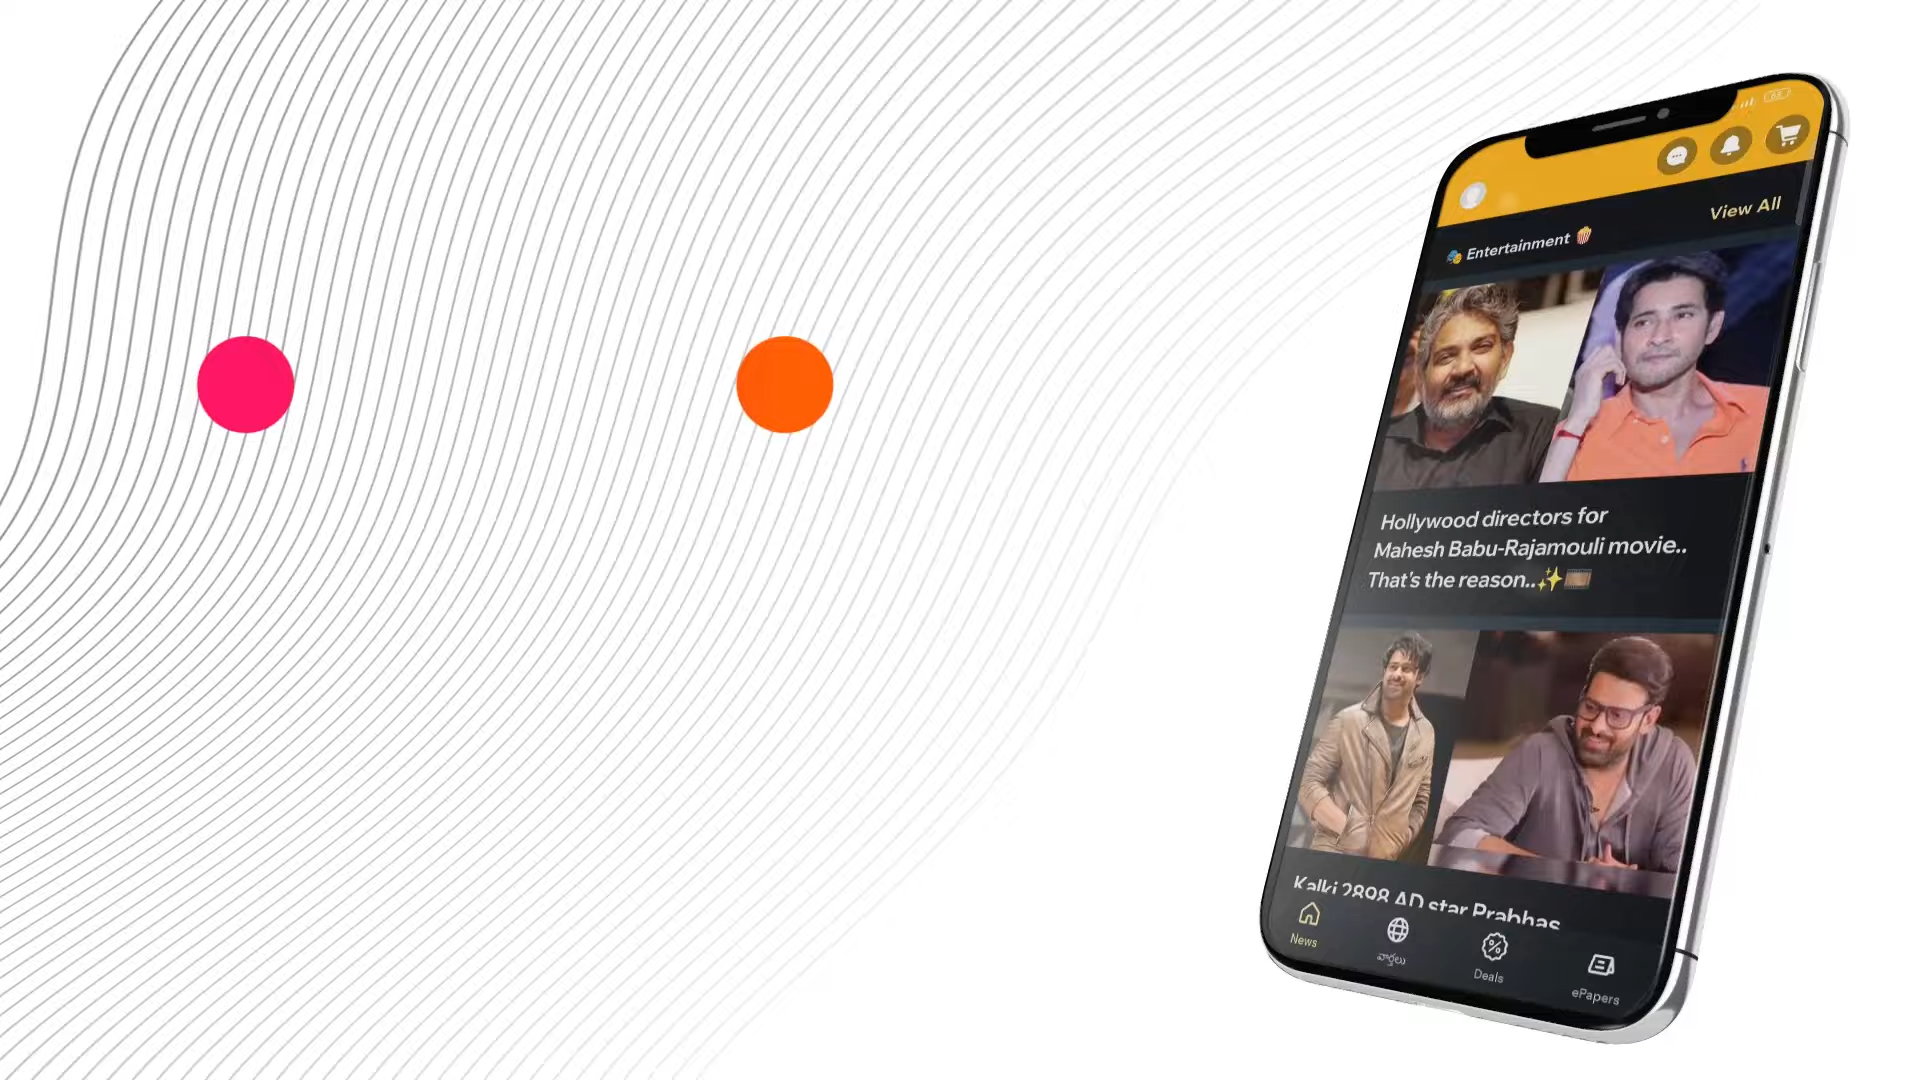 View All
🎭 Entertainment 🍿
Hollywood directors for
Mahesh Babu-Rajamouli movie..
That's the reason..✨🎞️
Kalki 2898 AD star Prabhas
News
వార్తలు
Deals
ePapers